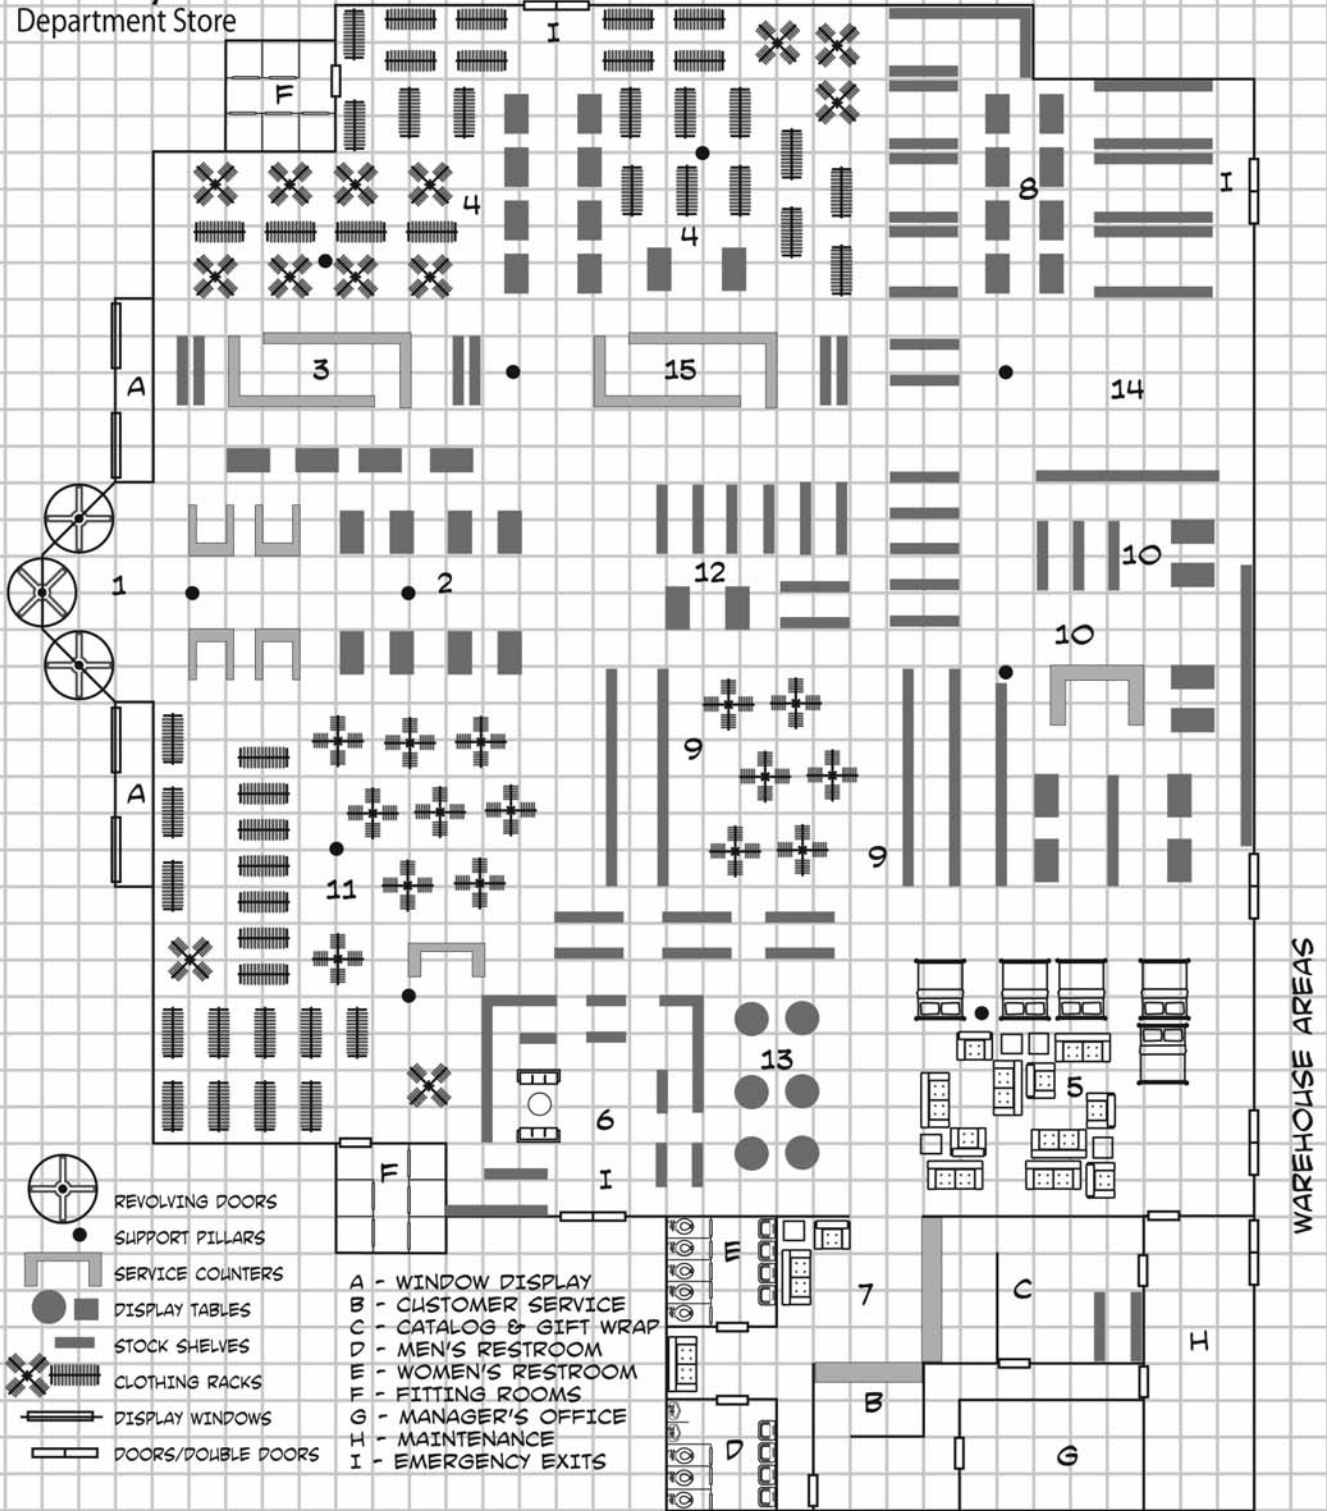 Department Store
I
F
8
I
4
4
3
15
A
14
1
2
12
10
10
9
A
9
11
13
5
6
F
I
WAREHOUSE AREAS
E
7
C
H
B
D
G
REVOLVING DOORS
SUPPORT PILLARS
SERVICE COUNTERS
DISPLAY TABLES
STOCK SHELVES
CLOTHING RACKS
DISPLAY WINDOWS
DOORS/DOUBLE DOORS
A - WINDOW DISPLAY
B - CUSTOMER SERVICE
C - CATALOG & GIFT WRAP
D - MEN'S RESTROOM
E - WOMEN'S RESTROOM
F - FITTING ROOMS
G - MANAGER'S OFFICE
H - MAINTENANCE
I - EMERGENCY EXITS